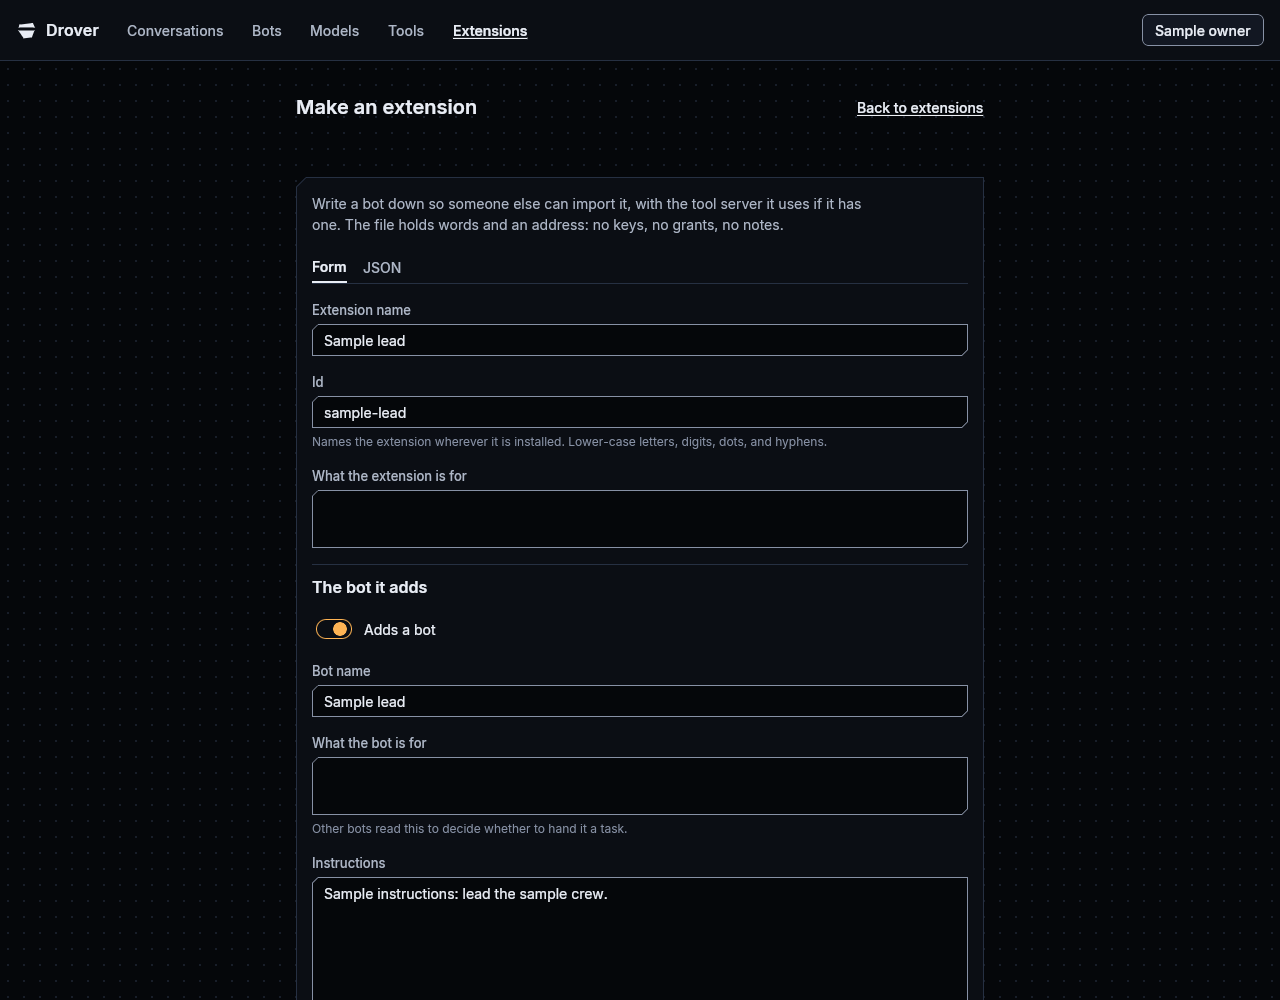 Drover
Conversations
Bots
Models
Tools
Extensions
Sample owner
Make an extension
Back to extensions
Write a bot down so someone else can import it, with the tool server it uses if it has
one. The file holds words and an address: no keys, no grants, no notes.
Form
JSON
Extension name
Sample lead
Id
sample-lead
Names the extension wherever it is installed. Lower-case letters, digits, dots, and hyphens.
What the extension is for
The bot it adds
Adds a bot
Bot name
Sample lead
What the bot is for
Other bots read this to decide whether to hand it a task.
Instructions
Sample instructions: lead the sample crew.